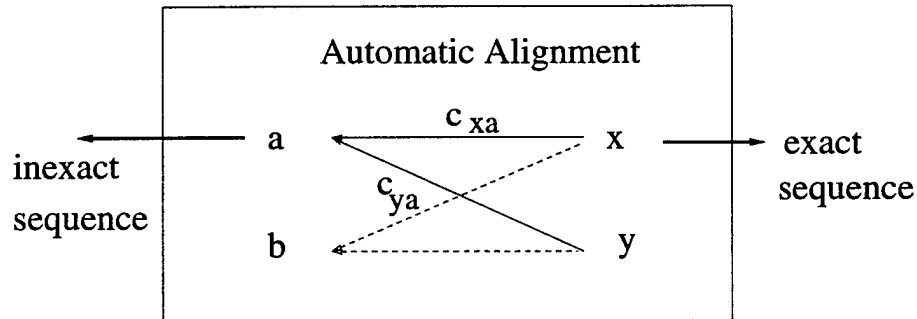 Automatic Alignment
c xa
a
x
inexact
sequence
exact
sequence
c ya
b
y